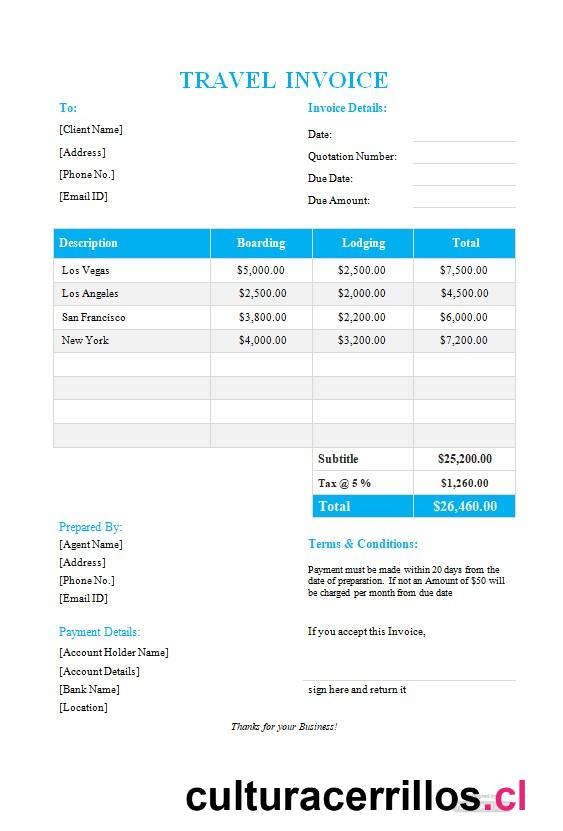 TRAVEL INVOICE
To:
[Client Name]
[Address]
[Phone No.]
[Email ID]
Invoice Details:
Date:
Quotation Number:
Due Date:
Due Amount:
Description Boarding Lodging Total
Los Vegas $5,000.00 $2,500.00 $7,500.00
Los Angeles $2,500.00 $2,000.00 $4,500.00
San Francisco $3,800.00 $2,200.00 $6,000.00
New York $4,000.00 $3,200.00 $7,200.00
Subtitle $25,200.00
Tax @ 5 % $1,260.00
Total $26,460.00
Prepared By:
[Agent Name]
[Address]
[Phone No.]
[Email ID]
Terms & Conditions:
Payment must be made within 20 days from the
date of preparation. If not an Amount of $50 will
be charged per month from due date
Payment Details:
[Account Holder Name]
[Account Details]
[Bank Name]
[Location]
If you accept this Invoice,
sign here and return it
Thanks for your Business!
culturacerrillos.cl